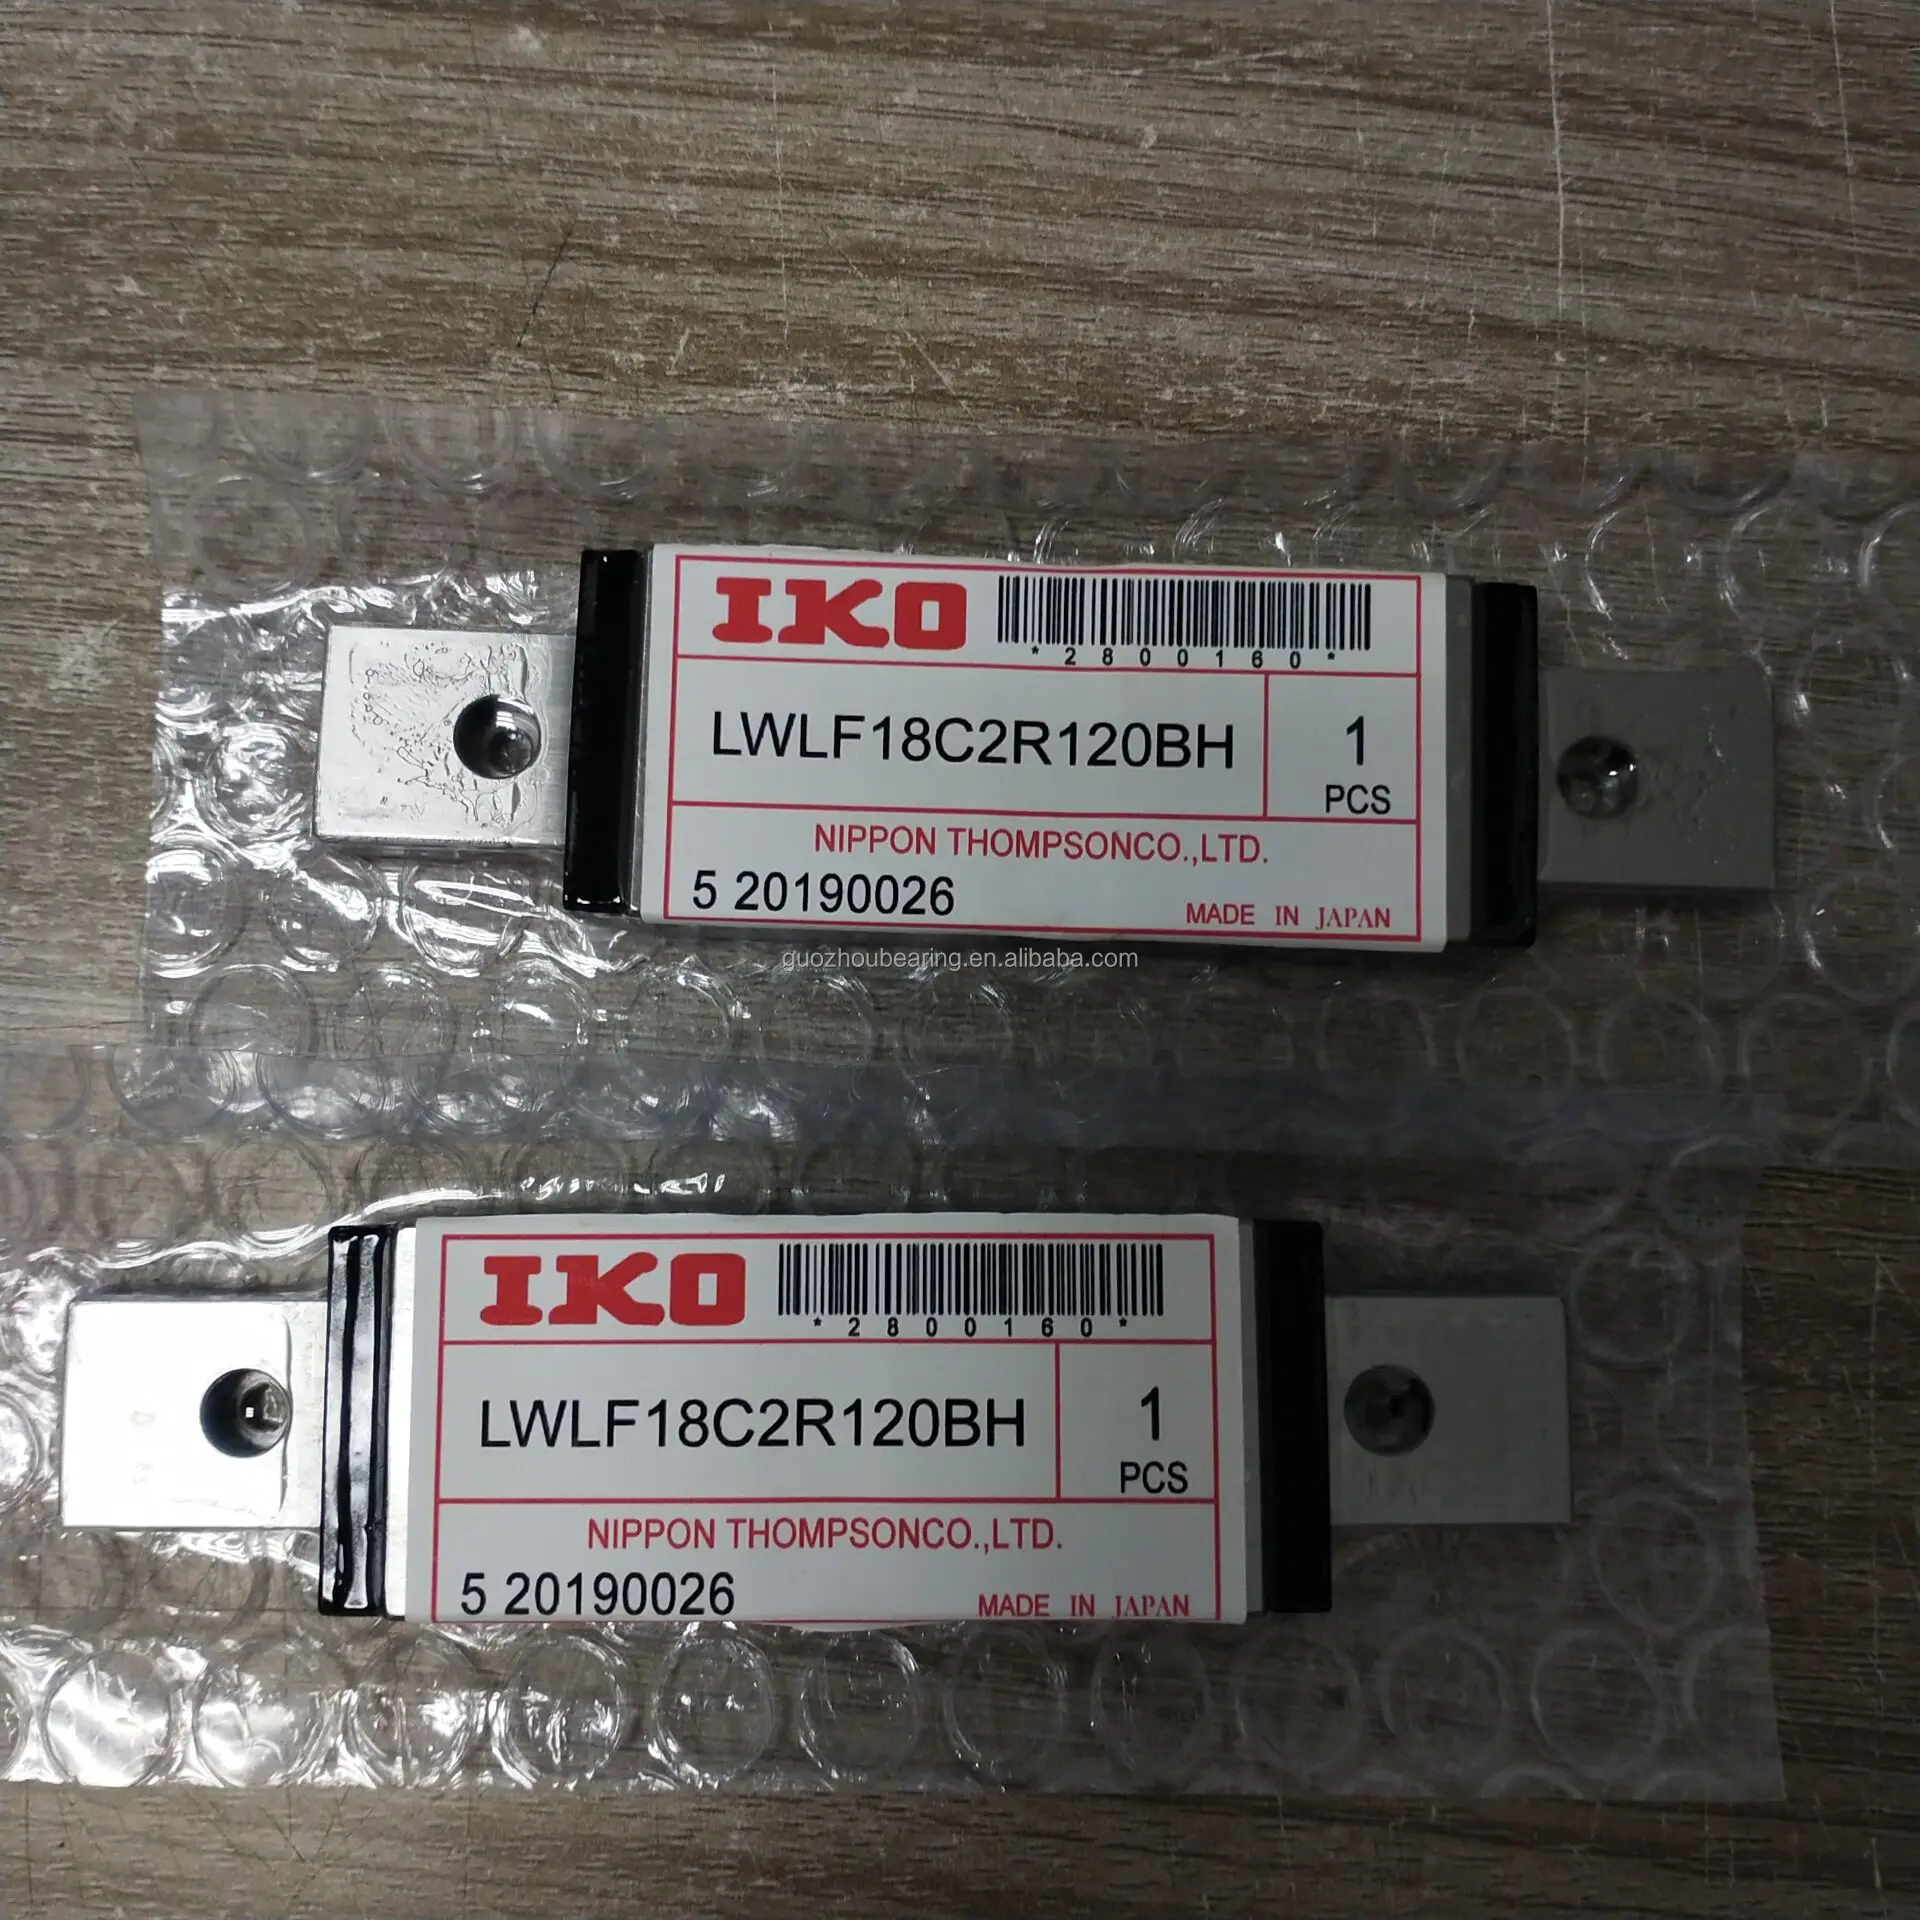 IKO
*2800160*
LWLF18C2R120BH
1
PCS
NIPPON THOMPSONCO.,LTD.
5 20190026
MADE IN JAPAN
guozhoubearing.en.alibaba.com
IKO
*2800160*
LWLF18C2R120BH
1
PCS
NIPPON THOMPSONCO.,LTD.
5 20190026
MADE IN JAPAN